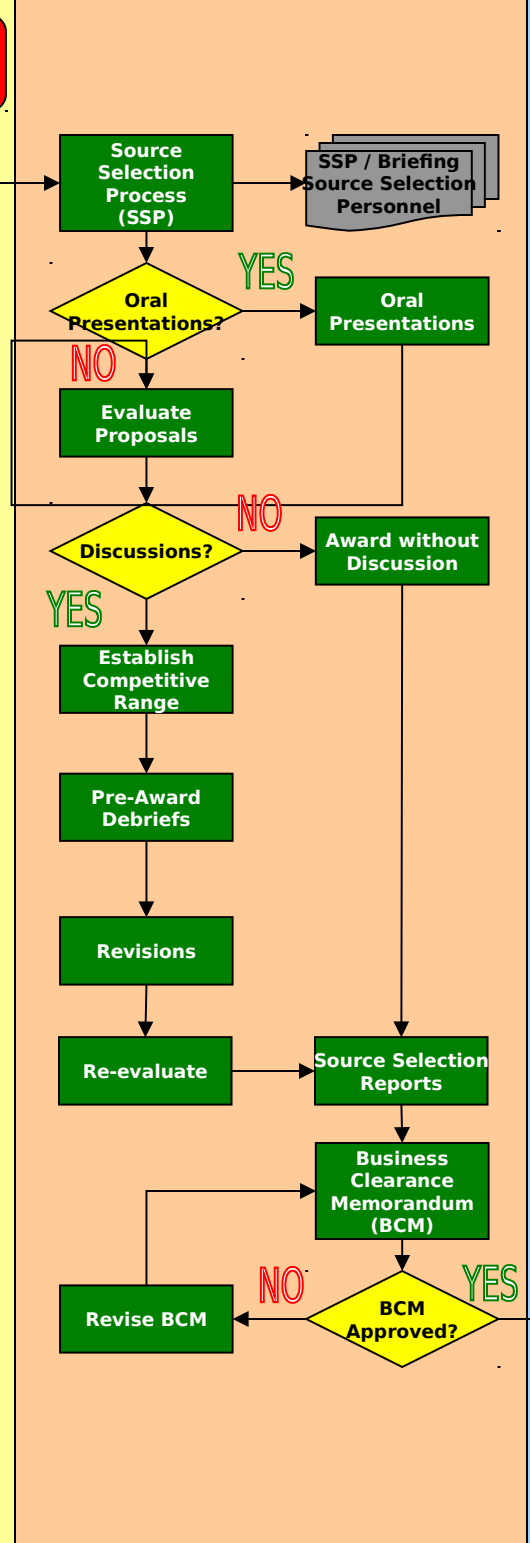 Source
Selection
Process
(SSP)
SSP / Briefing
Source Selection
Personnel
YES
Oral
Presentations?
Oral
Presentations
NO
Evaluate
Proposals
NO
Discussions?
Award without
Discussion
YES
Establish
Competitive
Range
Pre-Award
Debriefs
Revisions
Re-evaluate
Source Selection
Reports
Business
Clearance
Memorandum
(BCM)
NO
YES
Revise BCM
BCM
Approved?